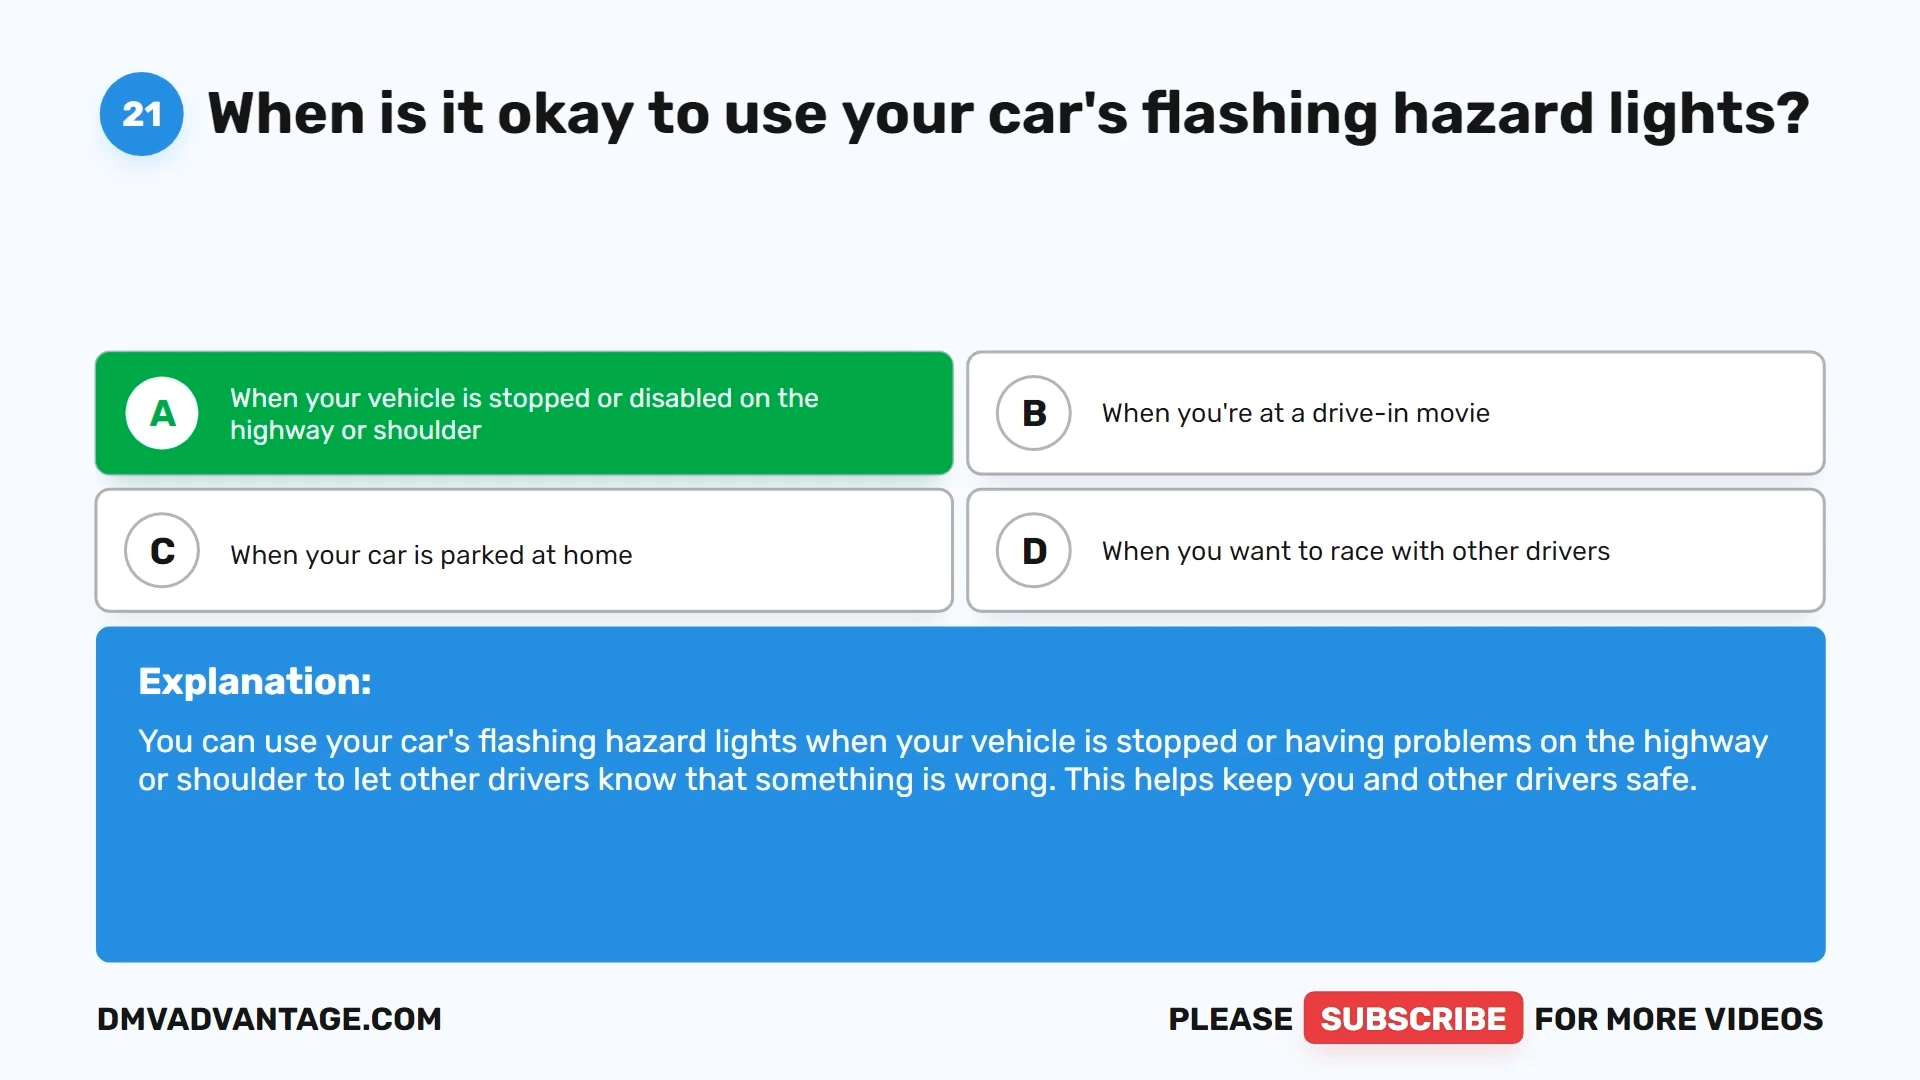 21
When is it okay to use your car's flashing hazard lights?
A
When your vehicle is stopped or disabled on the
highway or shoulder
B
When you're at a drive-in movie
C
When your car is parked at home
D
When you want to race with other drivers
Explanation:
You can use your car's flashing hazard lights when your vehicle is stopped or having problems on the highway
or shoulder to let other drivers know that something is wrong. This helps keep you and other drivers safe.
DMVADVANTAGE.COM
PLEASE SUBSCRIBE FOR MORE VIDEOS